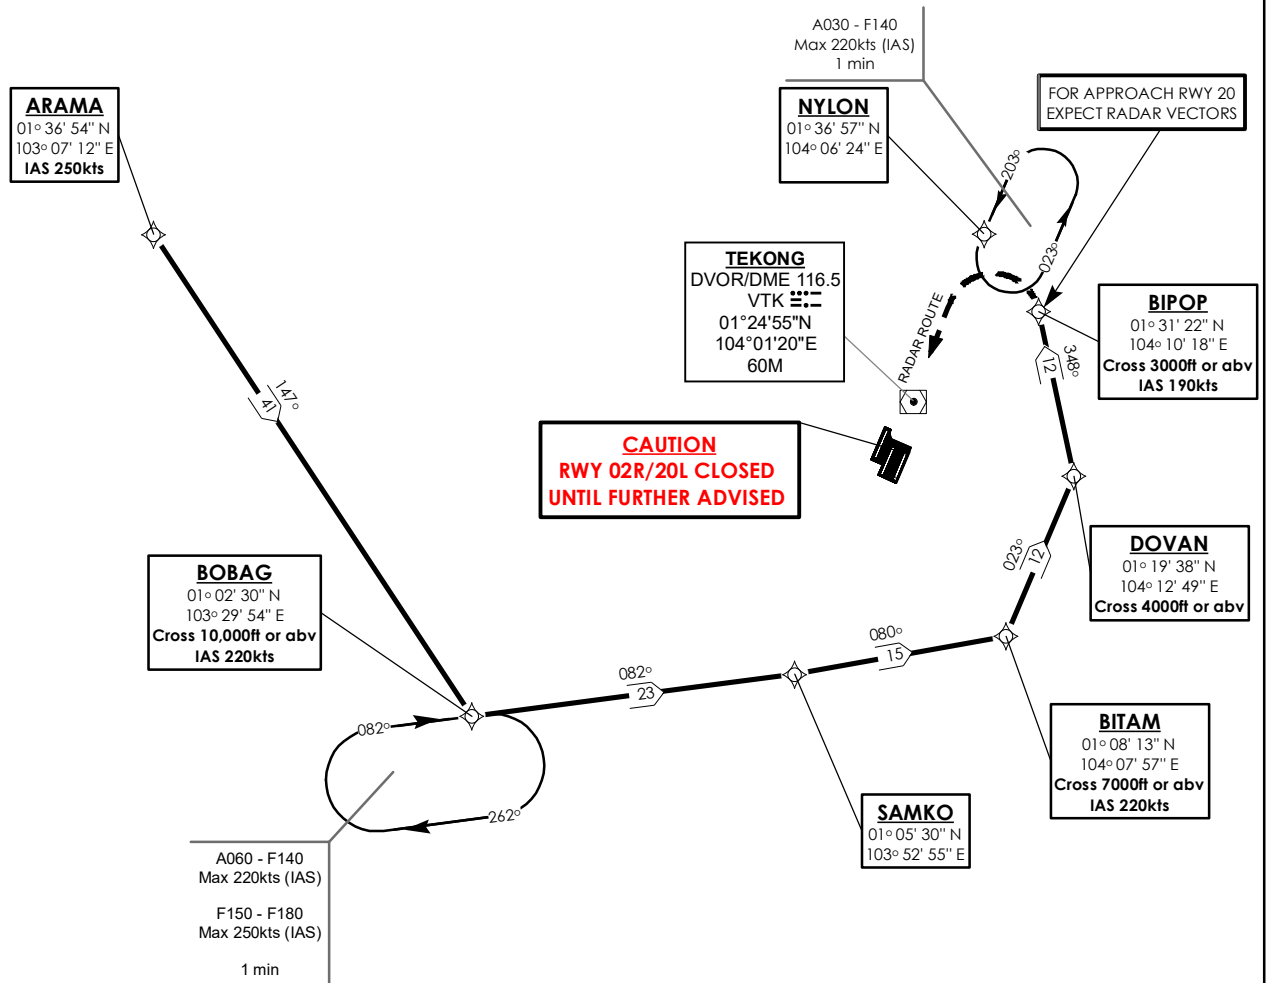 A030 - F140
Max 220kts (IAS)
1 min
ARAMA
01° 36' 54" N
103° 07' 12" E
IAS 250kts
NYLON
01° 36' 57" N
104° 06' 24" E
FOR APPROACH RWY 20
EXPECT RADAR VECTORS
203°
023°
TEKONG
DVOR/DME 116.5
VTK
01°24'55"N
104°01'20"E
60M
RADAR ROUTE
BIPOP
01° 31' 22" N
104° 10' 18" E
Cross 3000ft or abv
IAS 190kts
348°
12
147°
41
CAUTION
RWY 02R/20L CLOSED
UNTIL FURTHER ADVISED
DOVAN
01° 19' 38" N
104° 12' 49" E
Cross 4000ft or abv
023°
12
BOBAG
01° 02' 30" N
103° 29' 54" E
Cross 10,000ft or abv
IAS 220kts
080°
15
082°
23
082°
262°
BITAM
01° 08' 13" N
104° 07' 57" E
Cross 7000ft or abv
IAS 220kts
SAMKO
01° 05' 30" N
103° 52' 55" E
A060 - F140
Max 220kts (IAS)
F150 - F180
Max 250kts (IAS)
1 min